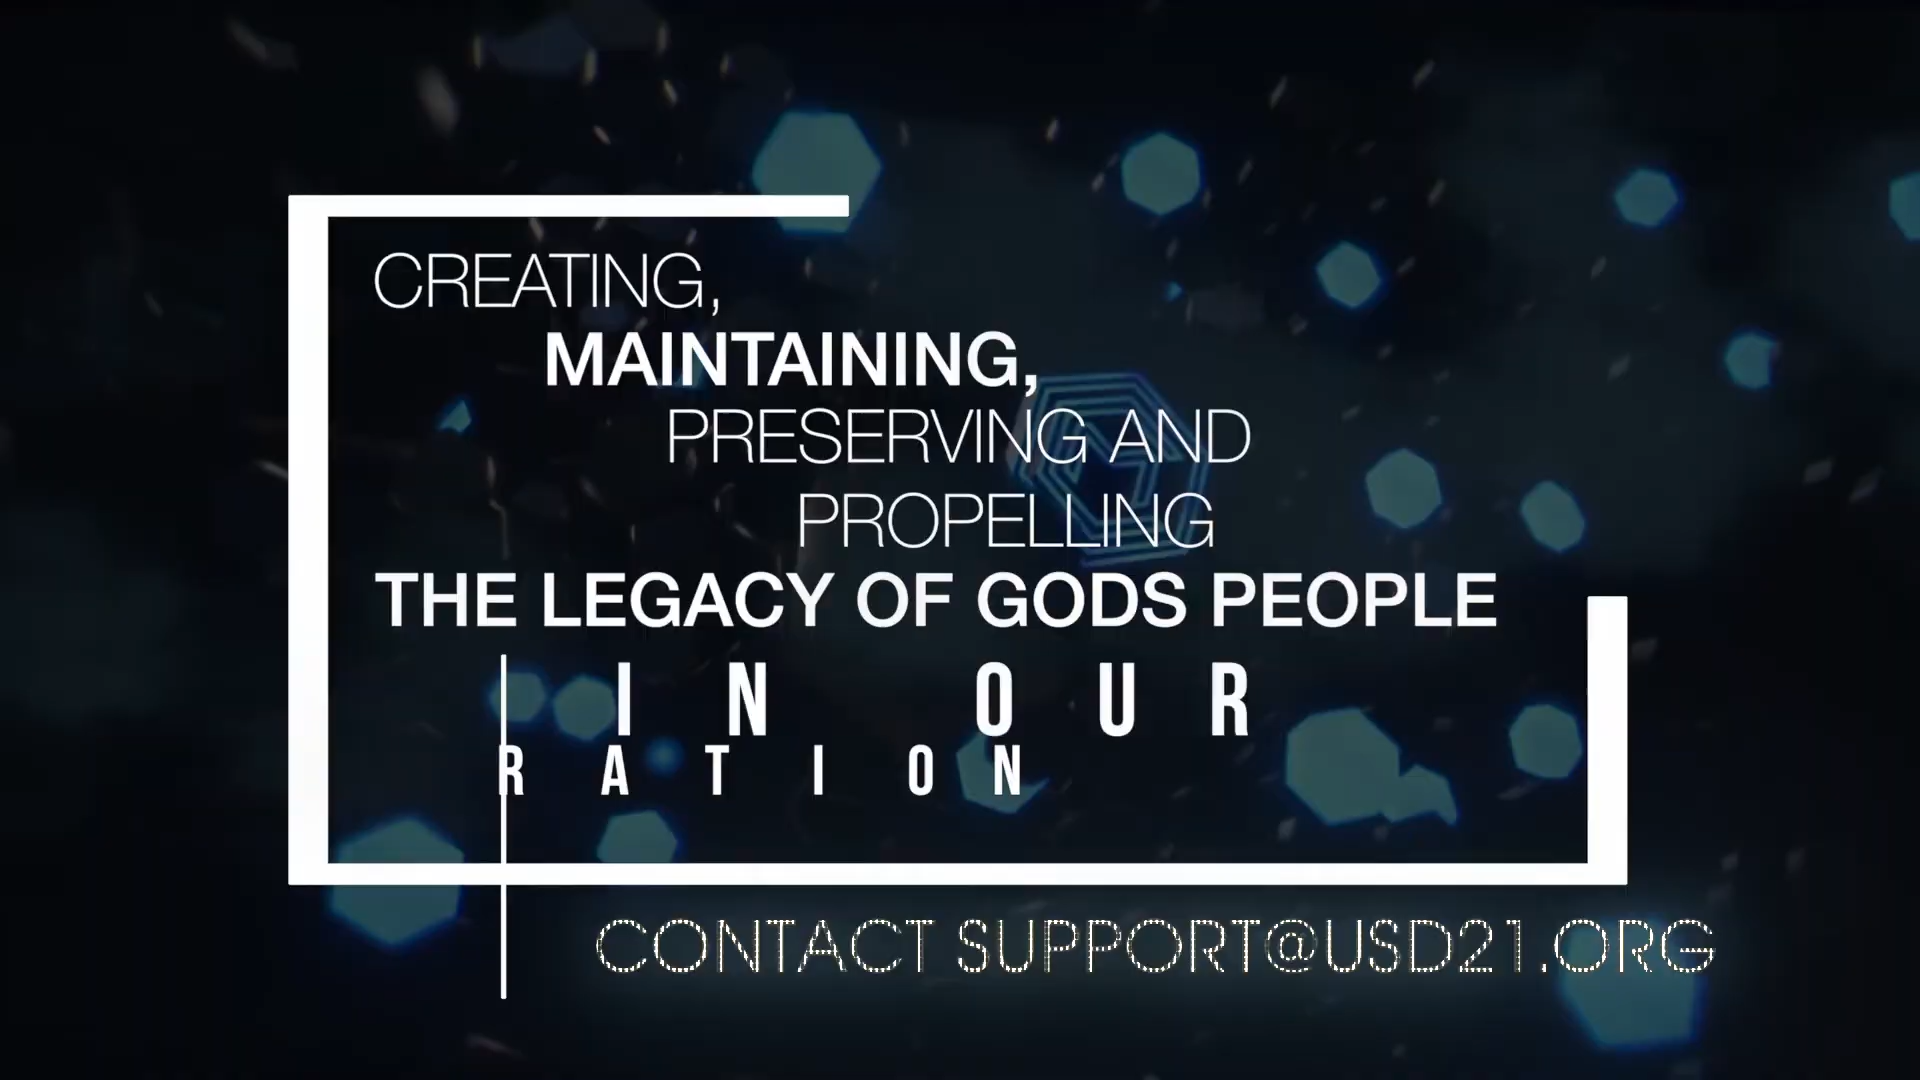 CREATING,
MAINTAINING,
PRESERVING AND
PROPELLING
THE LEGACY OF GODS PEOPLE
IN OUR
RATION
CONTACT SUPPORT@USD21.ORG